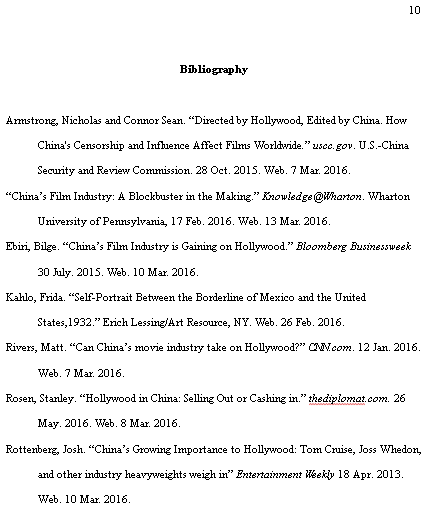 10
Bibliography
Armstrong, Nicholas and Connor Sean. “Directed by Hollywood, Edited by China. How
China's Censorship and Influence Affect Films Worldwide.” uscc.gov. U.S.-China
Security and Review Commission. 28 Oct. 2015. Web. 7 Mar. 2016.
“China’s Film Industry: A Blockbuster in the Making.” Knowledge@Wharton. Wharton
University of Pennsylvania, 17 Feb. 2016. Web. 13 Mar. 2016.
Ebiri, Bilge. “China’s Film Industry is Gaining on Hollywood.” Bloomberg Businessweek
30 July. 2015. Web. 10 Mar. 2016.
Kahlo, Frida. “Self-Portrait Between the Borderline of Mexico and the United
States,1932.” Erich Lessing/Art Resource, NY. Web. 26 Feb. 2016.
Rivers, Matt. “Can China’s movie industry take on Hollywood?” CNN.com. 12 Jan. 2016.
Web. 7 Mar. 2016.
Rosen, Stanley. “Hollywood in China: Selling Out or Cashing in.” thediplomat.com. 26
May. 2016. Web. 8 Mar. 2016.
Rottenberg, Josh. “China’s Growing Importance to Hollywood: Tom Cruise, Joss Whedon,
and other industry heavyweights weigh in” Entertainment Weekly 18 Apr. 2013.
Web. 10 Mar. 2016.